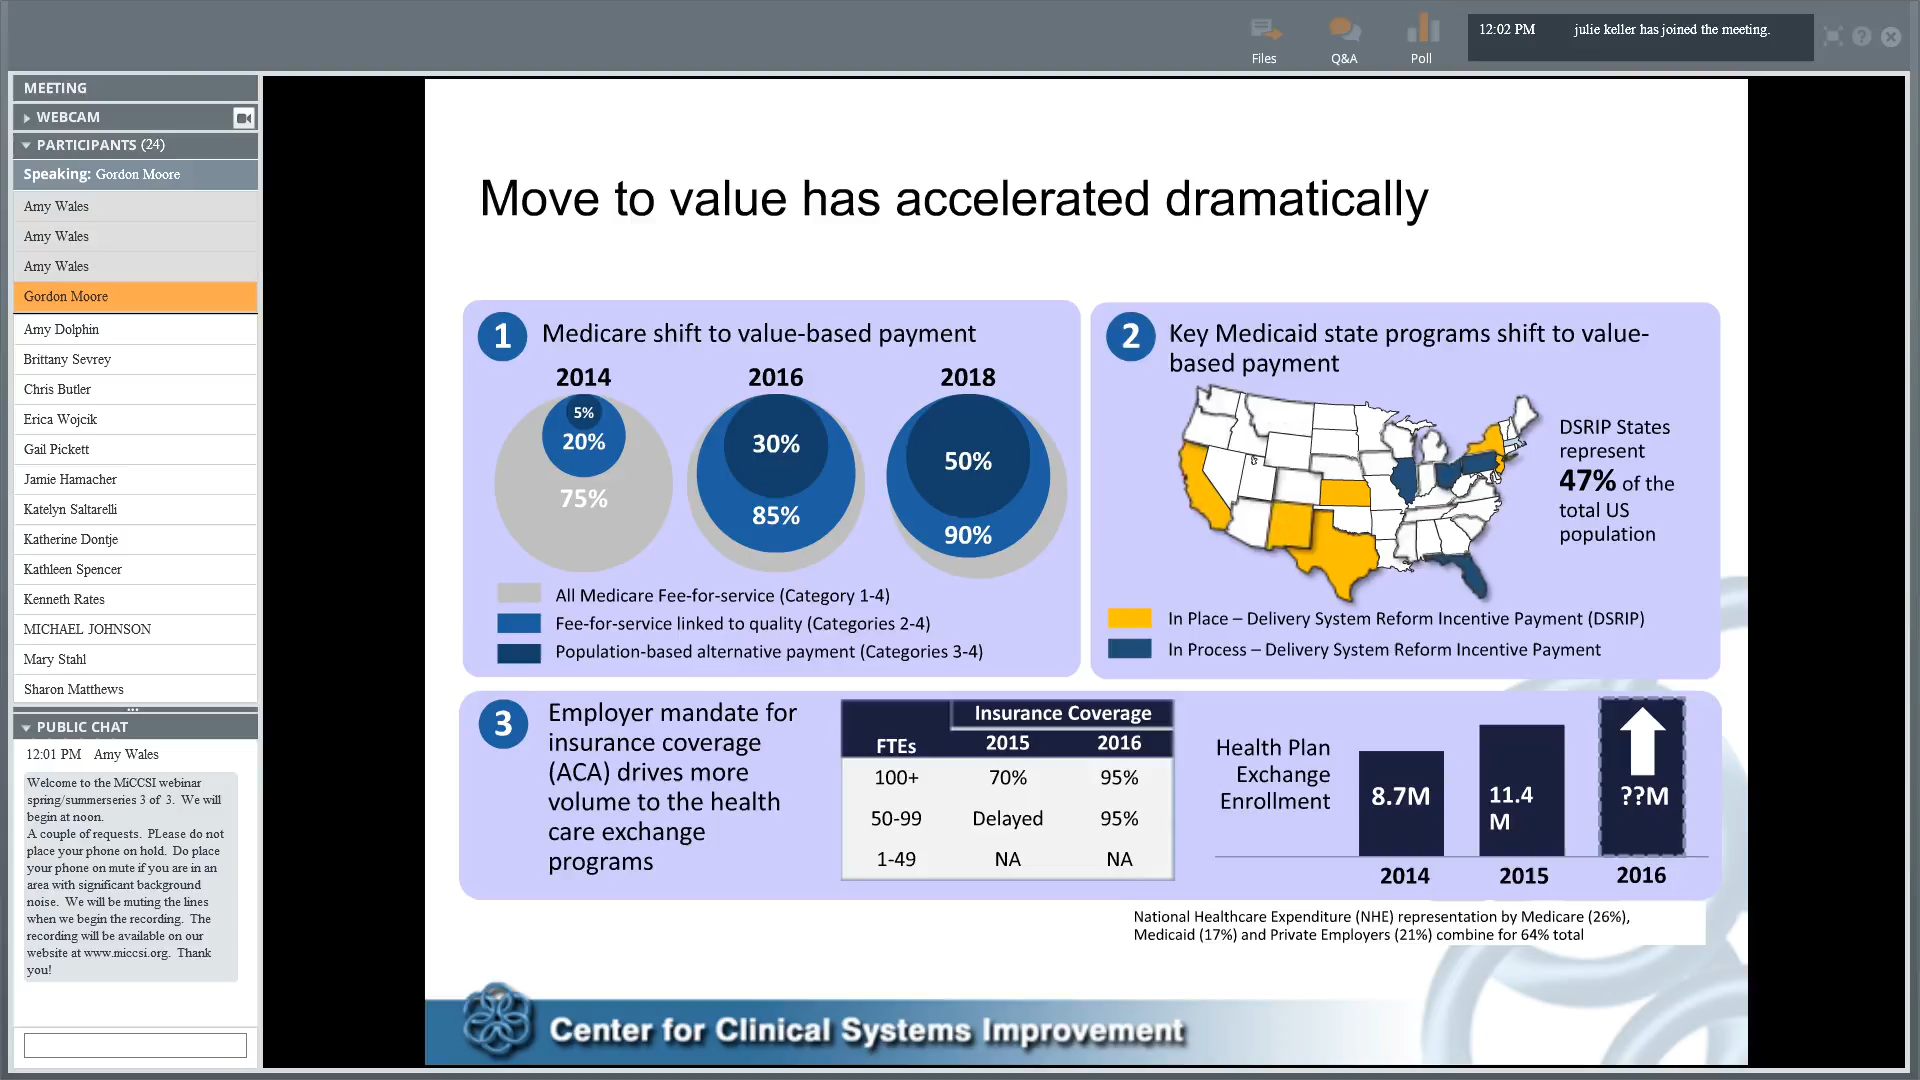 Files
Q&A
Poll
12:02 PM julie keller has joined the meeting.
MEETING
WEBCAM
PARTICIPANTS (24)
Speaking: Gordon Moore
Amy Wales
Amy Wales
Amy Wales
Gordon Moore
Amy Dolphin
Brittany Sevrey
Chris Butler
Erica Wojcik
Gail Pickett
Jamie Hamacher
Katelyn Saltarelli
Katherine Dontje
Kathleen Spencer
Kenneth Rates
MICHAEL JOHNSON
Mary Stahl
Sharon Matthews
PUBLIC CHAT
12:01 PM Amy Wales
Welcome to the MiCCSI webinar
spring/summerseries 3 of 3. We will
begin at noon.
A couple of requests. PLease do not
place your phone on hold. Do place
your phone on mute if you are in an
area with significant background
noise. We will be muting the lines
when we begin the recording. The
recording will be available on our
website at www.miccsi.org. Thank
you!
Move to value has accelerated dramatically
1 Medicare shift to value-based payment
2014 2016 2018
5%
20%
75%
30%
85%
50%
90%
All Medicare Fee-for-service (Category 1-4)
Fee-for-service linked to quality (Categories 2-4)
Population-based alternative payment (Categories 3-4)
2 Key Medicaid state programs shift to value-
based payment
DSRIP States
represent
47% of the
total US
population
In Place – Delivery System Reform Incentive Payment (DSRIP)
In Process – Delivery System Reform Incentive Payment
3 Employer mandate for
insurance coverage
(ACA) drives more
volume to the health
care exchange
programs
Insurance Coverage
FTEs 2015 2016
100+ 70% 95%
50-99 Delayed 95%
1-49 NA NA
Health Plan
Exchange
Enrollment
8.7M
11.4
M
??M
2014 2015 2016
National Healthcare Expenditure (NHE) representation by Medicare (26%),
Medicaid (17%) and Private Employers (21%) combine for 64% total
Center for Clinical Systems Improvement